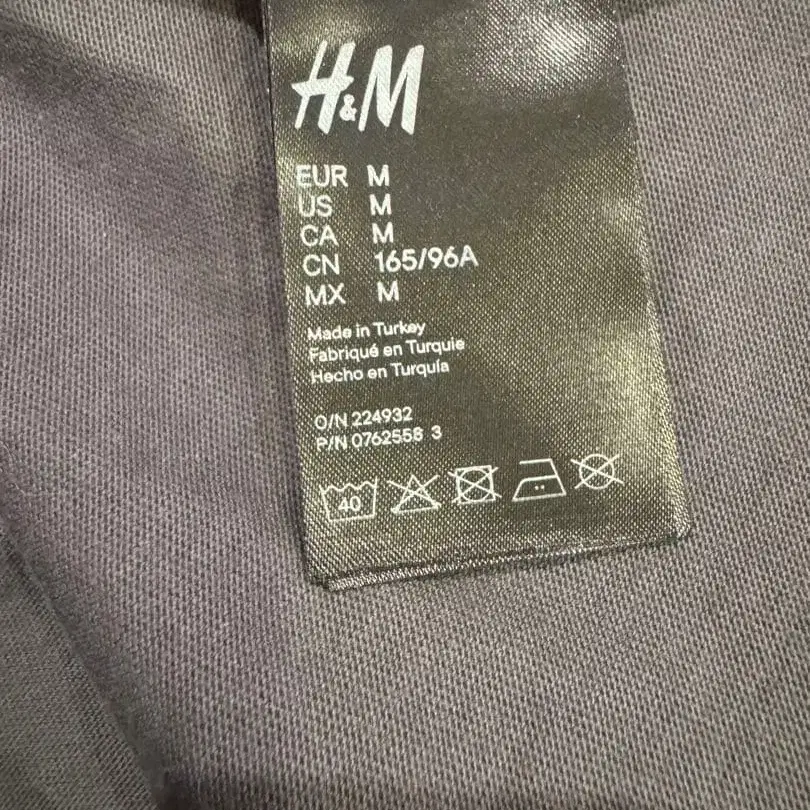 H&M
EUR M
US M
CA M
CN 165/96A
MX M
Made in Turkey
Fabriqué en Turquie
Hecho en Turquía
O/N 224932
P/N 0762558 3
40